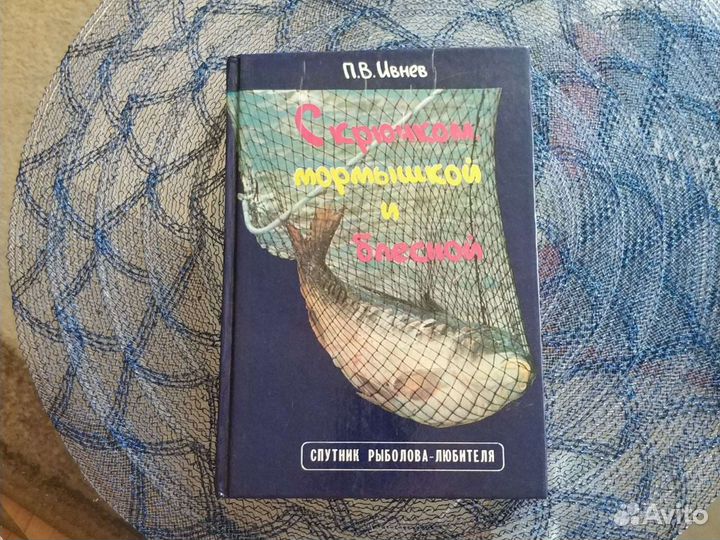 П.В. Ивнев
С крючком,
мормышкой
и
блесной
СПУТНИК РЫБОЛОВА-ЛЮБИТЕЛЯ
Avito